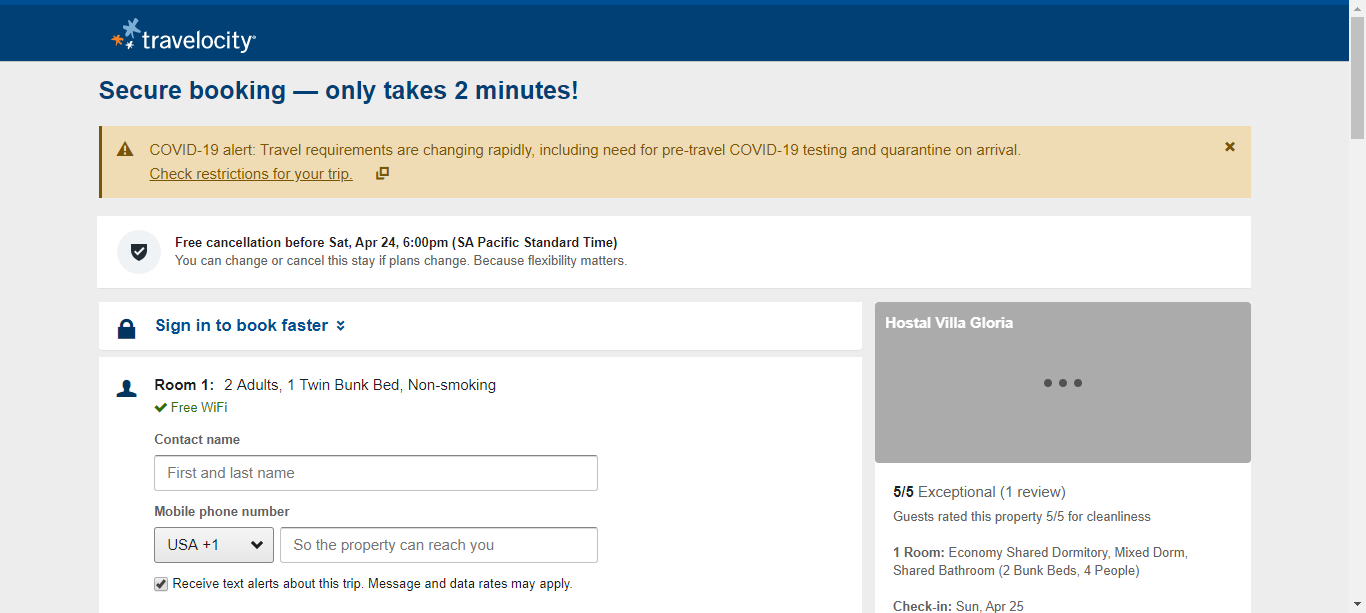 travelocity
Secure booking — only takes 2 minutes!
COVID-19 alert: Travel requirements are changing rapidly, including need for pre-travel COVID-19 testing and quarantine on arrival.
Check restrictions for your trip.
Free cancellation before Sat, Apr 24, 6:00pm (SA Pacific Standard Time)
You can change or cancel this stay if plans change. Because flexibility matters.
Sign in to book faster
Room 1: 2 Adults, 1 Twin Bunk Bed, Non-smoking
Free WiFi
Contact name
First and last name
Mobile phone number
USA +1
So the property can reach you
Receive text alerts about this trip. Message and data rates may apply.
Hostal Villa Gloria
5/5 Exceptional (1 review)
Guests rated this property 5/5 for cleanliness
1 Room: Economy Shared Dormitory, Mixed Dorm,
Shared Bathroom (2 Bunk Beds, 4 People)
Check-in: Sun, Apr 25